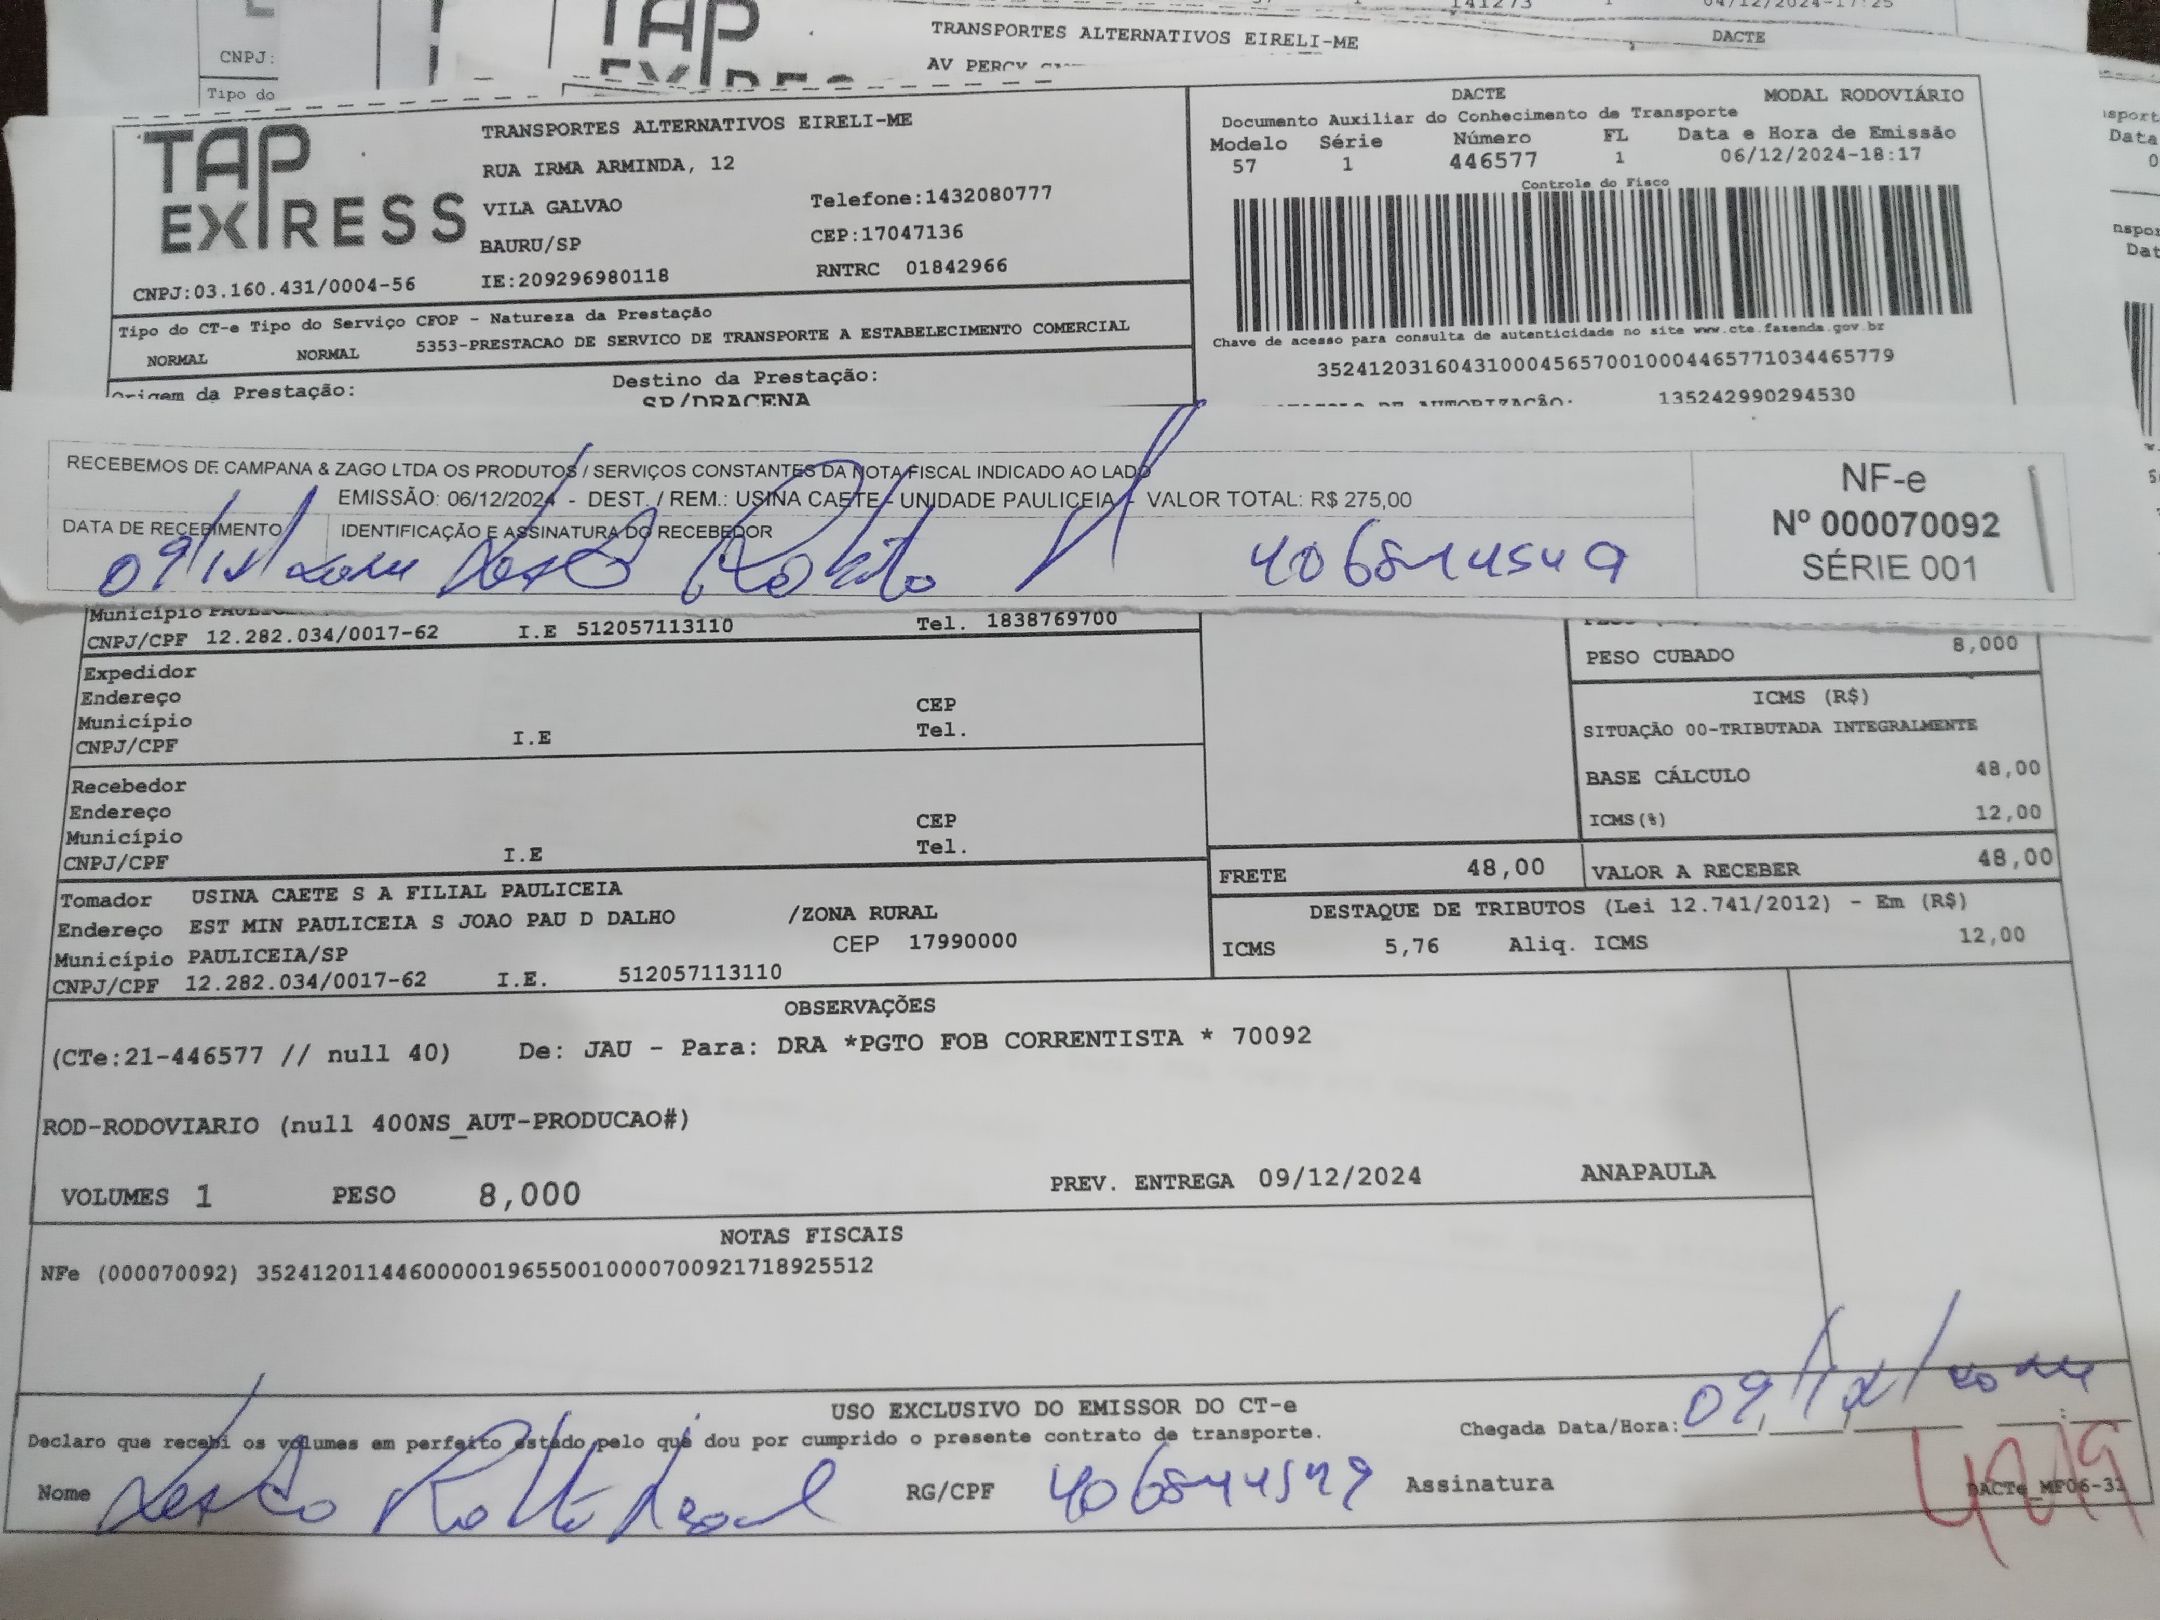 CNPJ:
Tipo do
TRANSPORTES ALTERNATIVOS EIRELI-ME
AV PERCY
DACTE
TAP EXPRESS
TRANSPORTES ALTERNATIVOS EIRELI-ME
RUA IRMA ARMINDA, 12
VILA GALVAO Telefone:1432080777
BAURU/SP CEP:17047136
CNPJ:03.160.431/0004-56 IE:209296980118 RNTRC 01842966
DACTE MODAL RODOVIÁRIO
Documento Auxiliar do Conhecimento de Transporte
Modelo Série Número FL Data e Hora de Emissão
57 1 446577 1 06/12/2024-18:17
Controle do Fisco
Chave de acesso para consulta de autenticidade no site www.cte.fazenda.gov.br
35241203160431000456570010004465771034465779
PROTOCOLO DE AUTORIZAÇÃO: 135242990294530
Tipo do CT-e Tipo do Serviço CFOP - Natureza da Prestação
NORMAL NORMAL 5353-PRESTACAO DE SERVICO DE TRANSPORTE A ESTABELECIMENTO COMERCIAL
Origem da Prestação: Destino da Prestação:
SP/DRACENA
RECEBEMOS DE CAMPANA & ZAGO LTDA OS PRODUTOS / SERVIÇOS CONSTANTES DA NOTA FISCAL INDICADO AO LADO
EMISSÃO: 06/12/2024 - DEST. / REM.: USINA CAETE - UNIDADE PAULICEIA - VALOR TOTAL: R$ 275,00
DATA DE RECEBIMENTO IDENTIFICAÇÃO E ASSINATURA DO RECEBEDOR
NF-e
Nº 000070092
SÉRIE 001
Município
CNPJ/CPF 12.282.034/0017-62 I.E 512057113110 Tel. 1838769700
Expedidor
Endereço CEP
Município Tel.
CNPJ/CPF I.E
Recebedor
Endereço CEP
Município Tel.
CNPJ/CPF I.E
8,000
PESO CUBADO
ICMS (R$)
SITUAÇÃO 00-TRIBUTADA INTEGRALMENTE
BASE CÁLCULO 48,00
ICMS(%) 12,00
FRETE 48,00 VALOR A RECEBER 48,00
DESTAQUE DE TRIBUTOS (Lei 12.741/2012) - Em (R$)
ICMS 5,76 Aliq. ICMS 12,00
Tomador USINA CAETE S A FILIAL PAULICEIA
Endereço EST MIN PAULICEIA S JOAO PAU D DALHO /ZONA RURAL
Município PAULICEIA/SP CEP 17990000
CNPJ/CPF 12.282.034/0017-62 I.E. 512057113110
OBSERVAÇÕES
(CTe:21-446577 // null 40) De: JAU - Para: DRA *PGTO FOB CORRENTISTA * 70092
ROD-RODOVIARIO (null 400NS_AUT-PRODUCAO#)
VOLUMES 1 PESO 8,000 PREV. ENTREGA 09/12/2024 ANAPAULA
NOTAS FISCAIS
NFe (000070092) 35241201144600000196550010000700921718925512
USO EXCLUSIVO DO EMISSOR DO CT-e
Declaro que recebi os volumes em perfeito estado pelo que dou por cumprido o presente contrato de transporte.
Chegada Data/Hora:
Nome RG/CPF Assinatura
DACTe_MF06-31